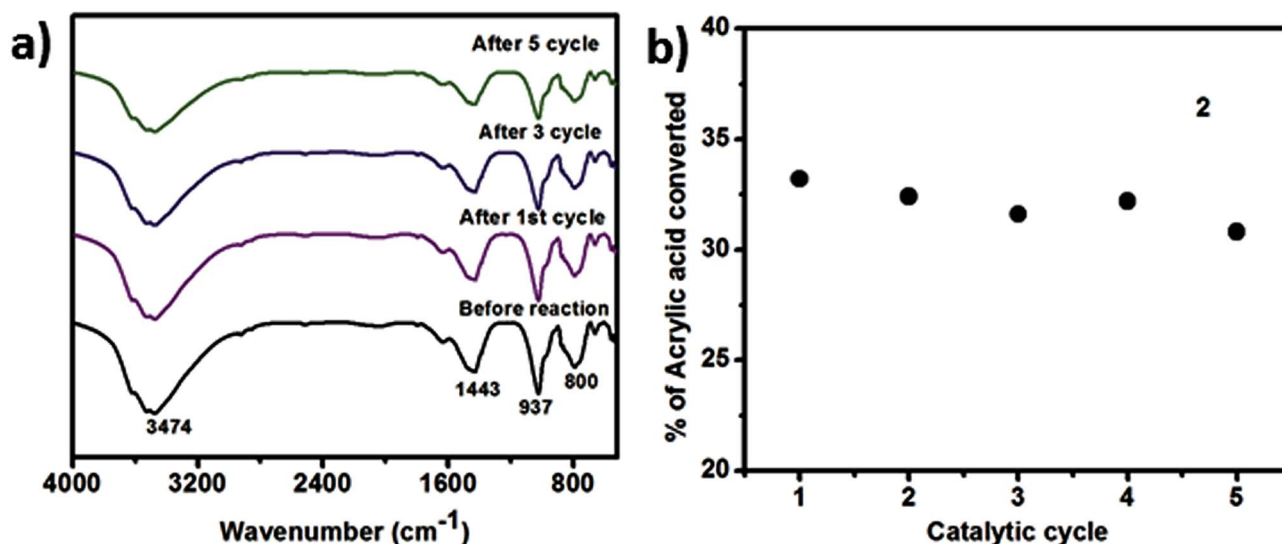 a)
After 5 cycle
After 3 cycle
After 1st cycle
Before reaction
3474
1443
937
800
4000 3200 2400 1600 800
Wavenumber (cm-1)
b)
% of Acrylic acid converted
40
35
30
25
20
2
1 2 3 4 5
Catalytic cycle